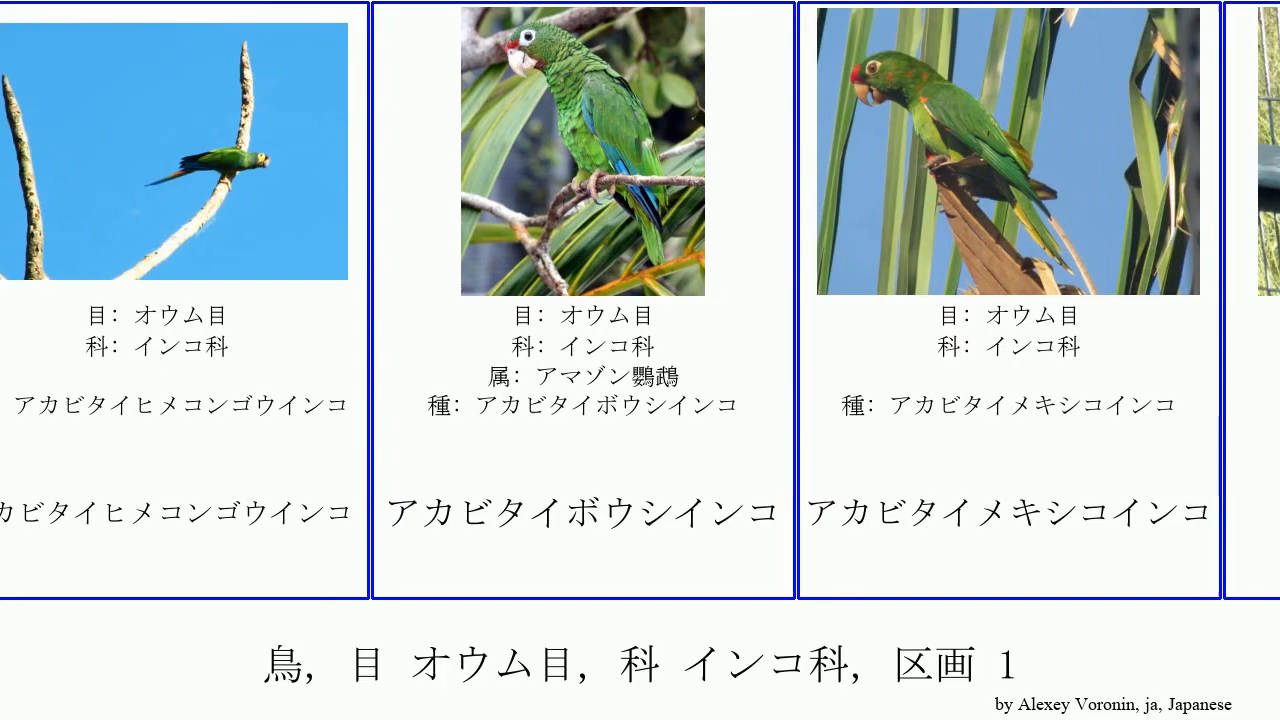 目: オウム目
科: インコ科
アカビタイヒメコンゴウインコ
カビタイヒメコンゴウインコ
目: オウム目
科: インコ科
属: アマゾン鸚鵡
種: アカビタイボウシインコ
アカビタイボウシインコ
目: オウム目
科: インコ科
種: アカビタイメキシコインコ
アカビタイメキシコインコ
鳥, 目 オウム目, 科 インコ科, 区画 1
by Alexey Voronin, ja, Japanese